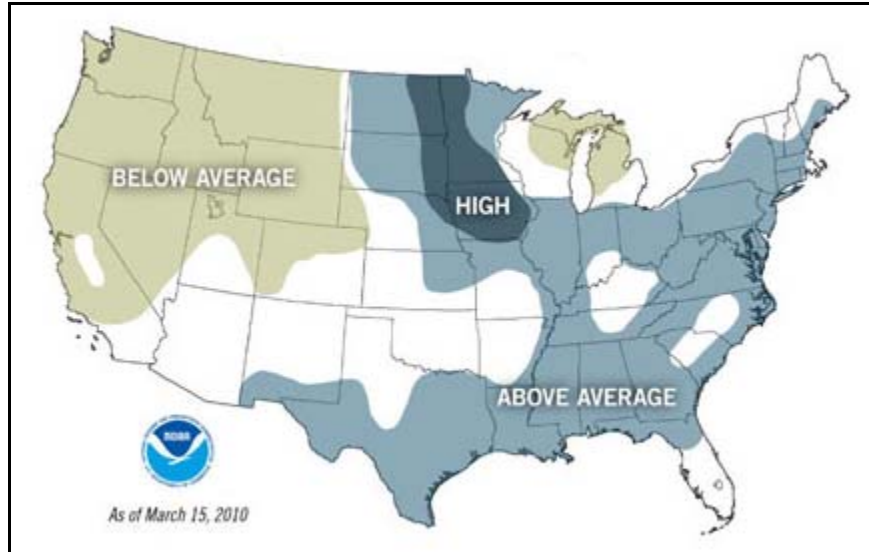 BELOW AVERAGE
HIGH
ABOVE AVERAGE
NOAA
As of March 15, 2010